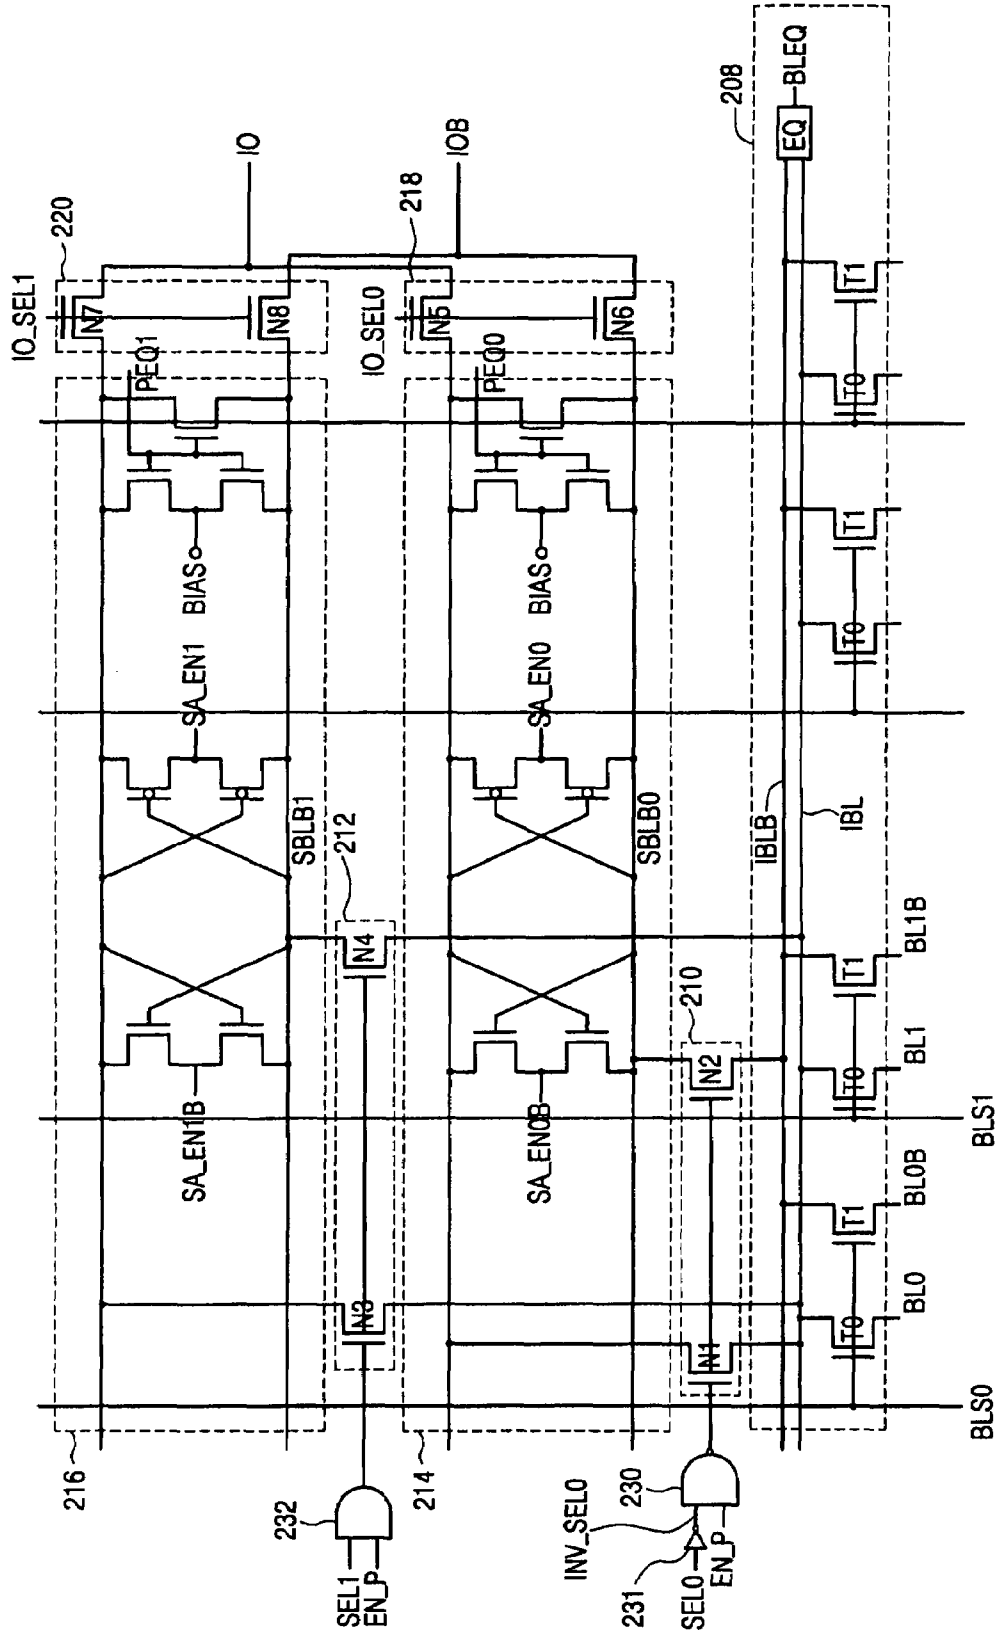 IO_SEL1
220
N7
N8
PEQ1
IO
BIAS
SA_EN1
SBLB1
SA_EN1B
216
212
N4
N3
232
SEL1
EN_P
IO_SEL0
218
N5
N6
PEQ0
IOB
BIAS
SA_EN0
SBLB0
SA_EN0B
214
210
N2
N1
230
INV_SEL0
231
SEL0
EN_P
208
EQ
BLEQ
IBLB
IBL
T1
T0
T1
T0
T1
T0
T1
T0
BL1B
BL1
BL0B
BL0
BLS1
BLS0